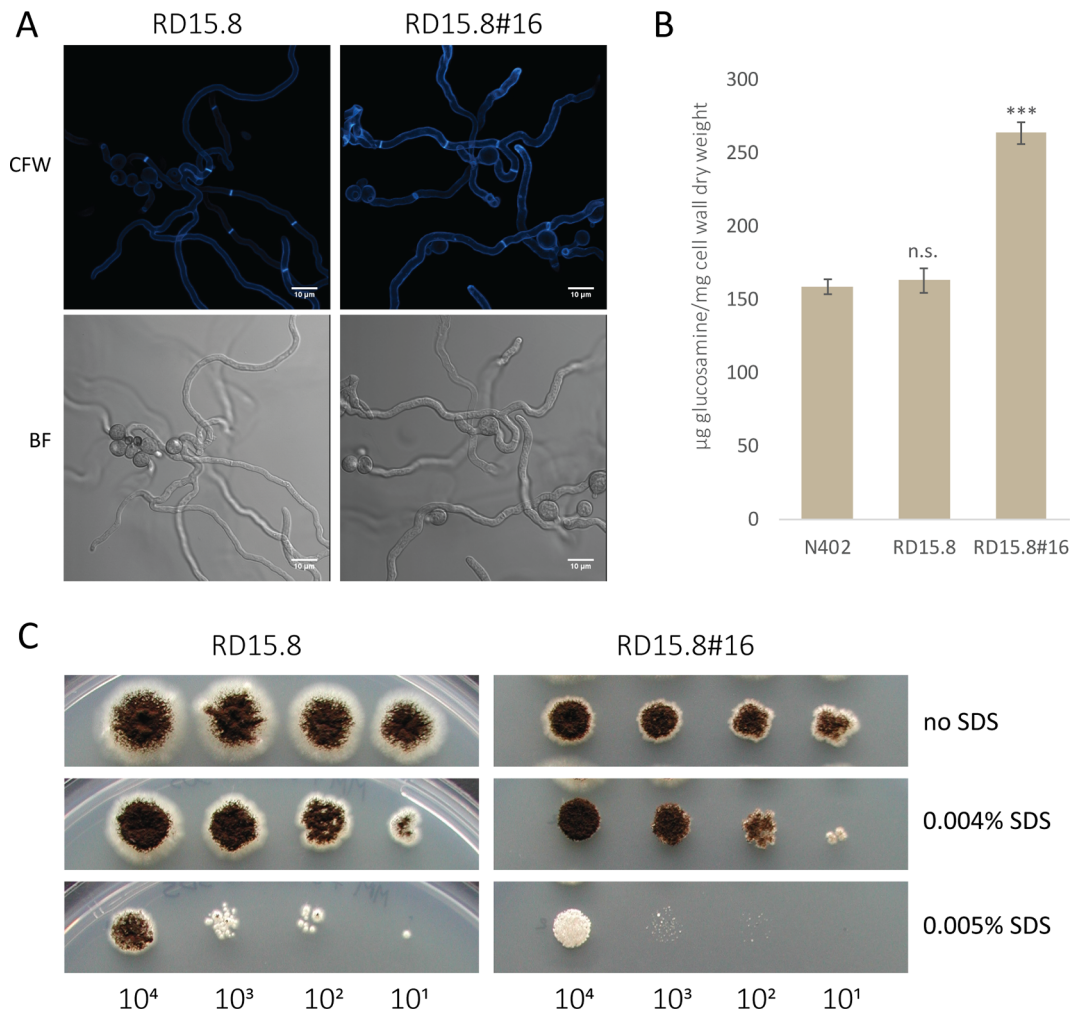 A
RD15.8
RD15.8#16
CFW
10 µm
10 µm
BF
10 µm
10 µm
B
µg glucosamine/mg cell wall dry weight
300
250
200
150
100
50
0
n.s.
***
N402
RD15.8
RD15.8#16
C
RD15.8
RD15.8#16
no SDS
0.004% SDS
0.005% SDS
10⁴
10³
10²
10¹
10⁴
10³
10²
10¹